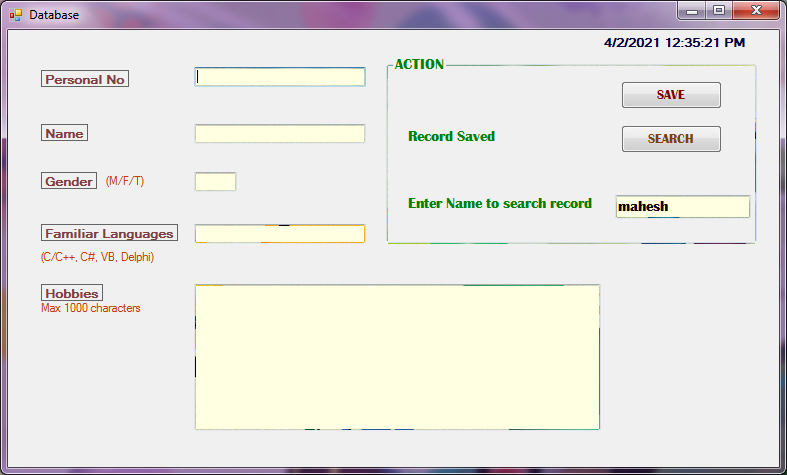 Database
4/2/2021 12:35:21 PM
ACTION
Personal No
SAVE
Name
Record Saved
SEARCH
Gender (M/F/T)
Enter Name to search record
mahesh
Familiar Languages
(C/C++, C#, VB, Delphi)
Hobbies
Max 1000 characters